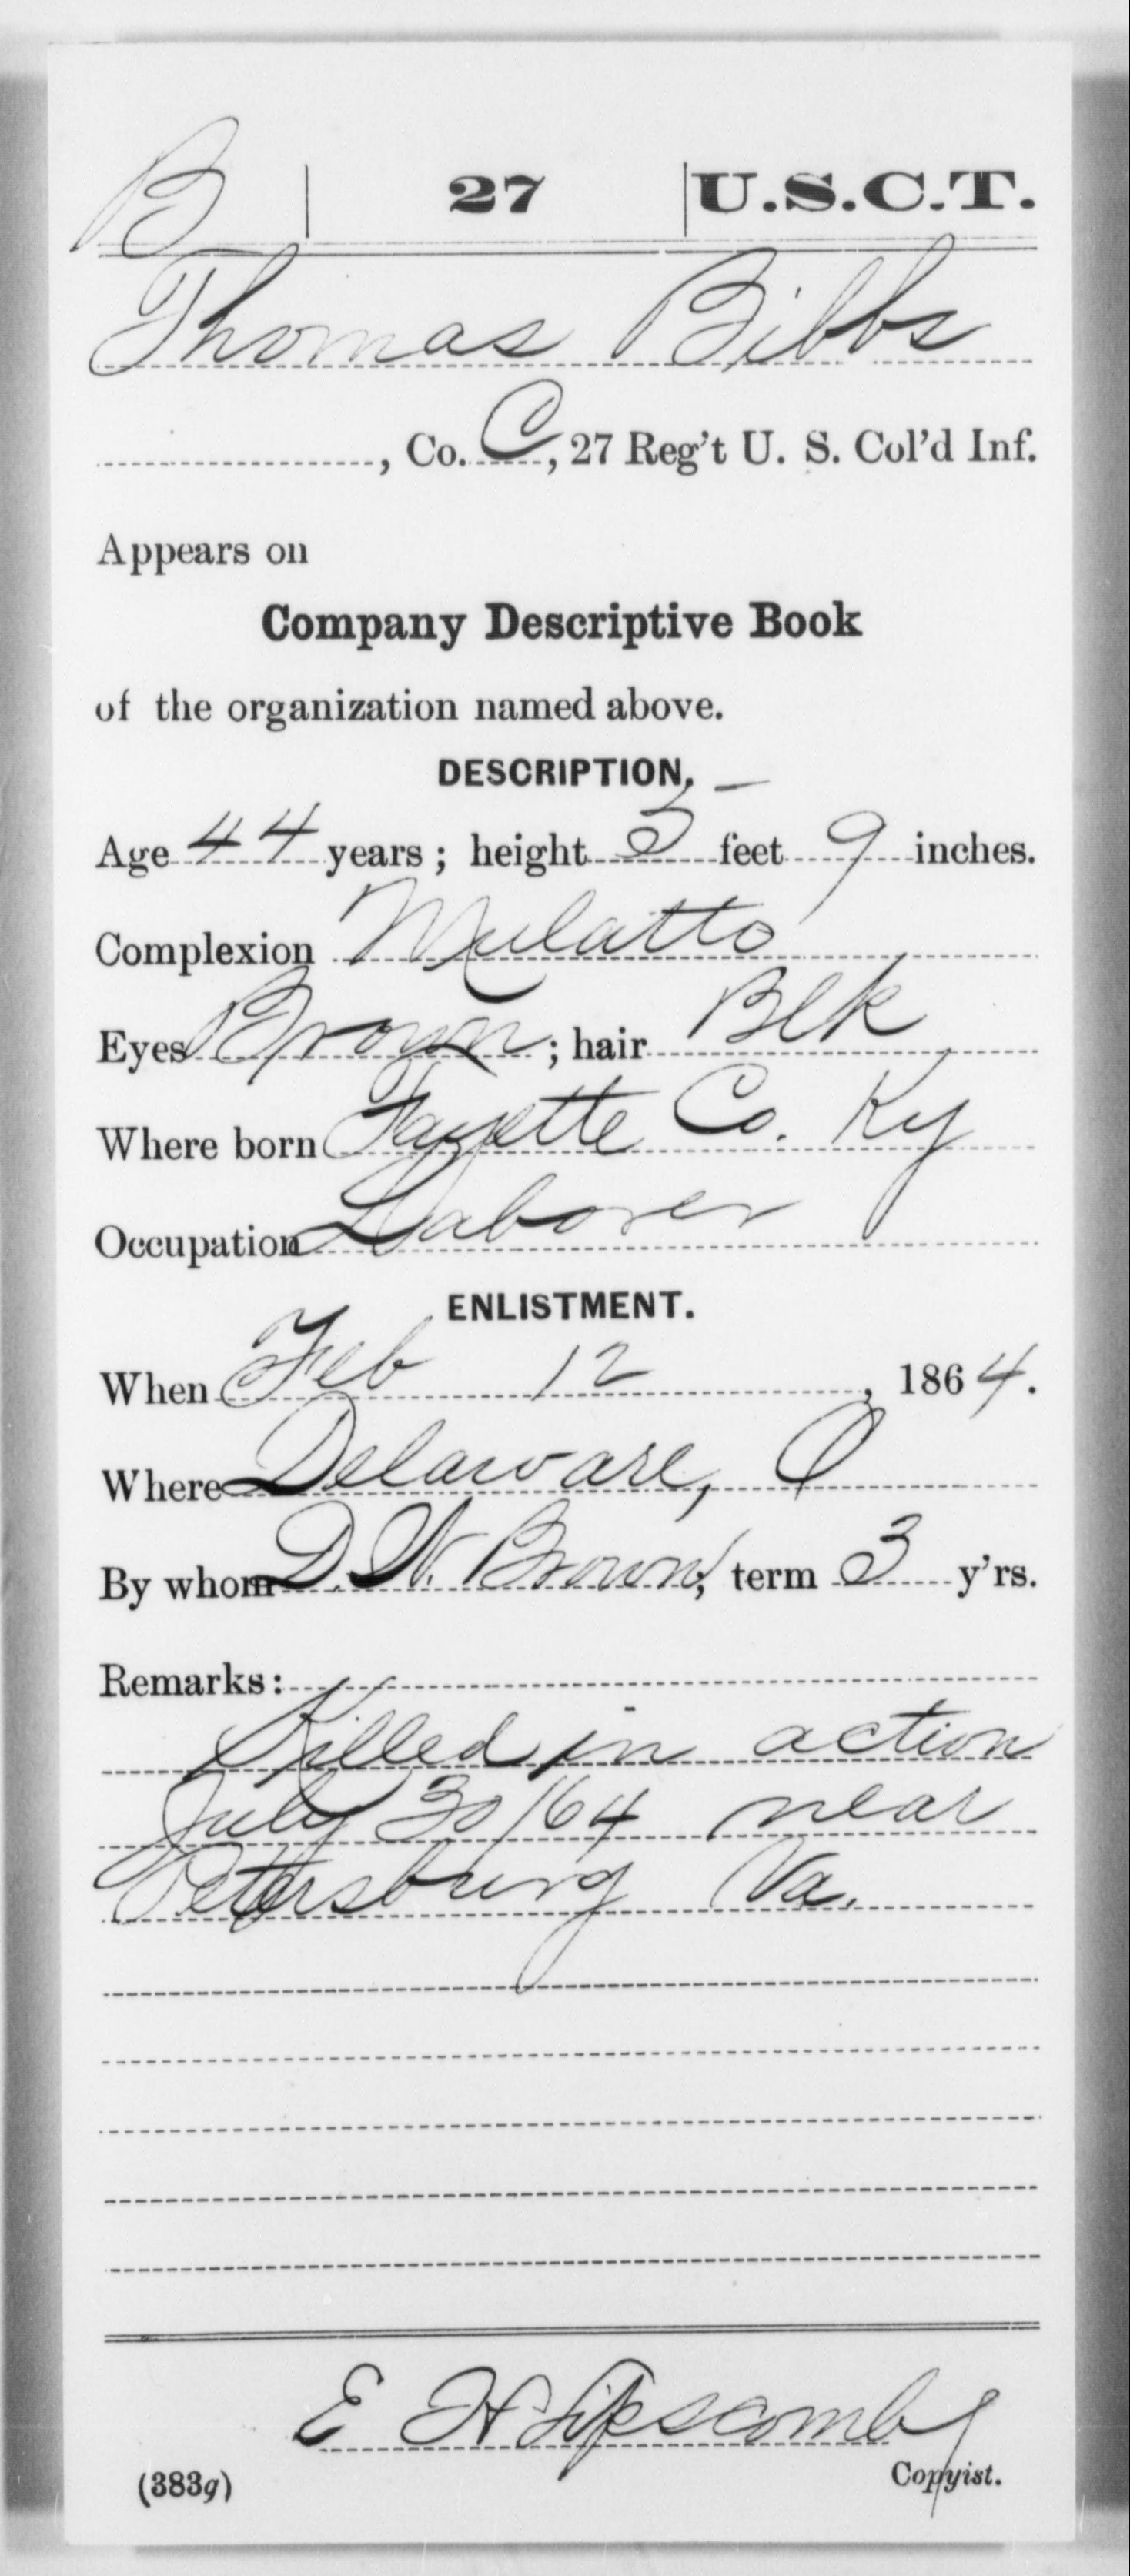 B | 27 | U.S.C.T.
Thomas Bibbs
, Co. C, 27 Reg't U. S. Col'd Inf.
Appears on
Company Descriptive Book
of the organization named above.
DESCRIPTION.
Age 44 years; height 5 feet 9 inches.
Complexion Mulatto
Eyes Brown; hair Blk
Where born Fayette Co. Ky
Occupation Laborer
ENLISTMENT.
When Feb 12, 1864.
Where Delaware, O
By whom D. W. Brown; term 3 y'rs.
Remarks:
Killed in action
July 30/64 near
Petersburg Va.
E H Lipscomb
(383g) Copyist.